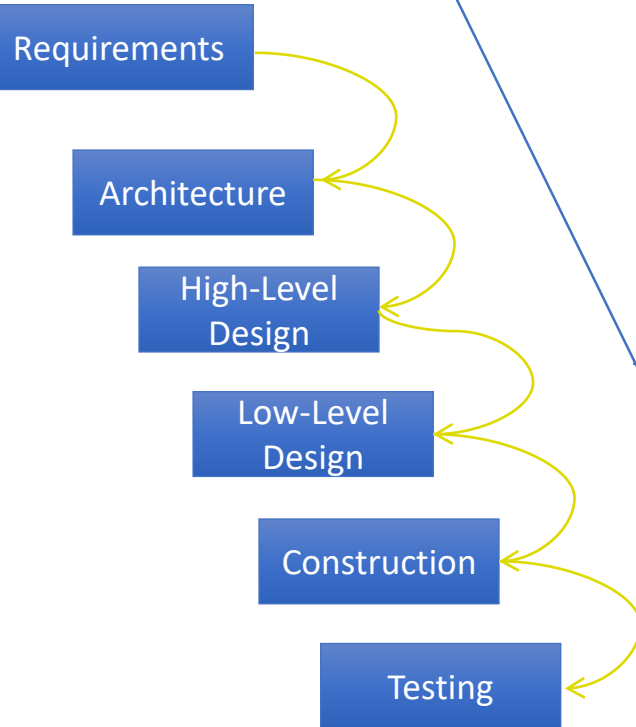 Requirements
Architecture
High-Level
Design
Low-Level
Design
Construction
Testing